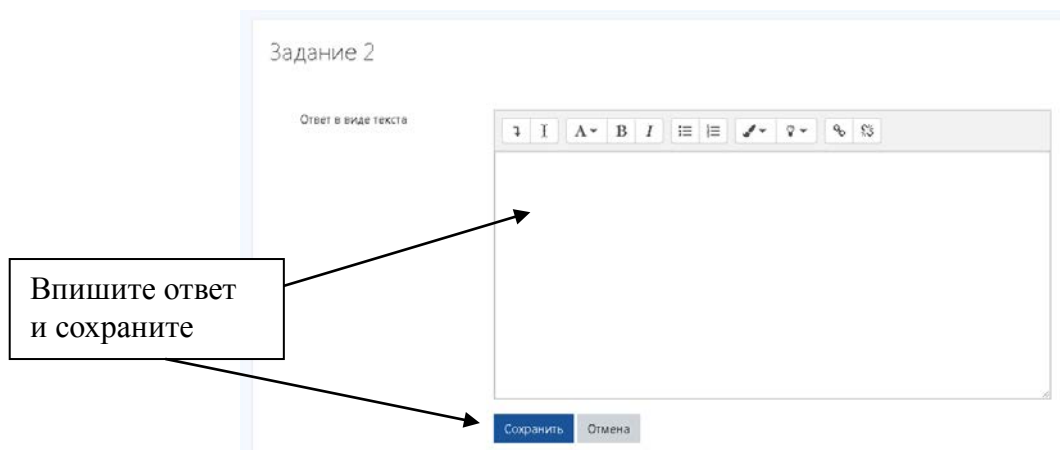 Задание 2
Ответ в виде текста
A B I
Впишите ответ
и сохраните
Сохранить Отмена